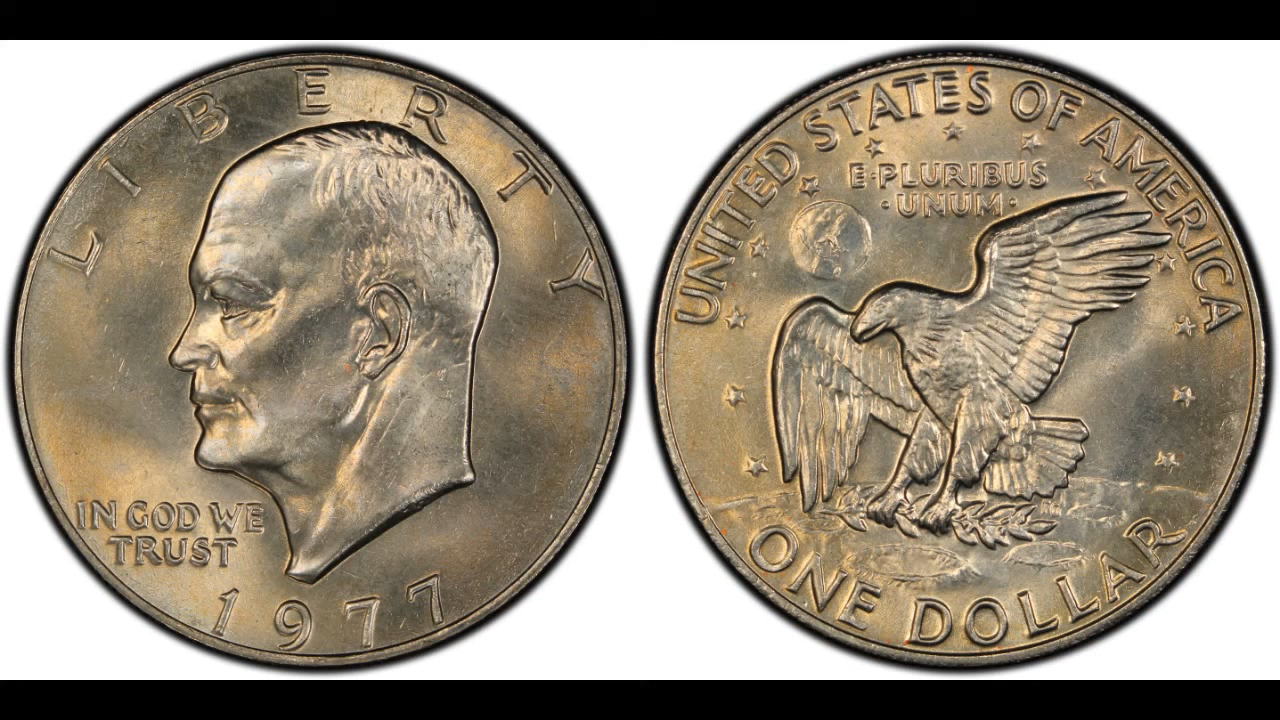 LIBERTY
IN GOD WE
TRUST
1977
UNITED STATES OF AMERICA
E·PLURIBUS
·UNUM·
ONE DOLLAR